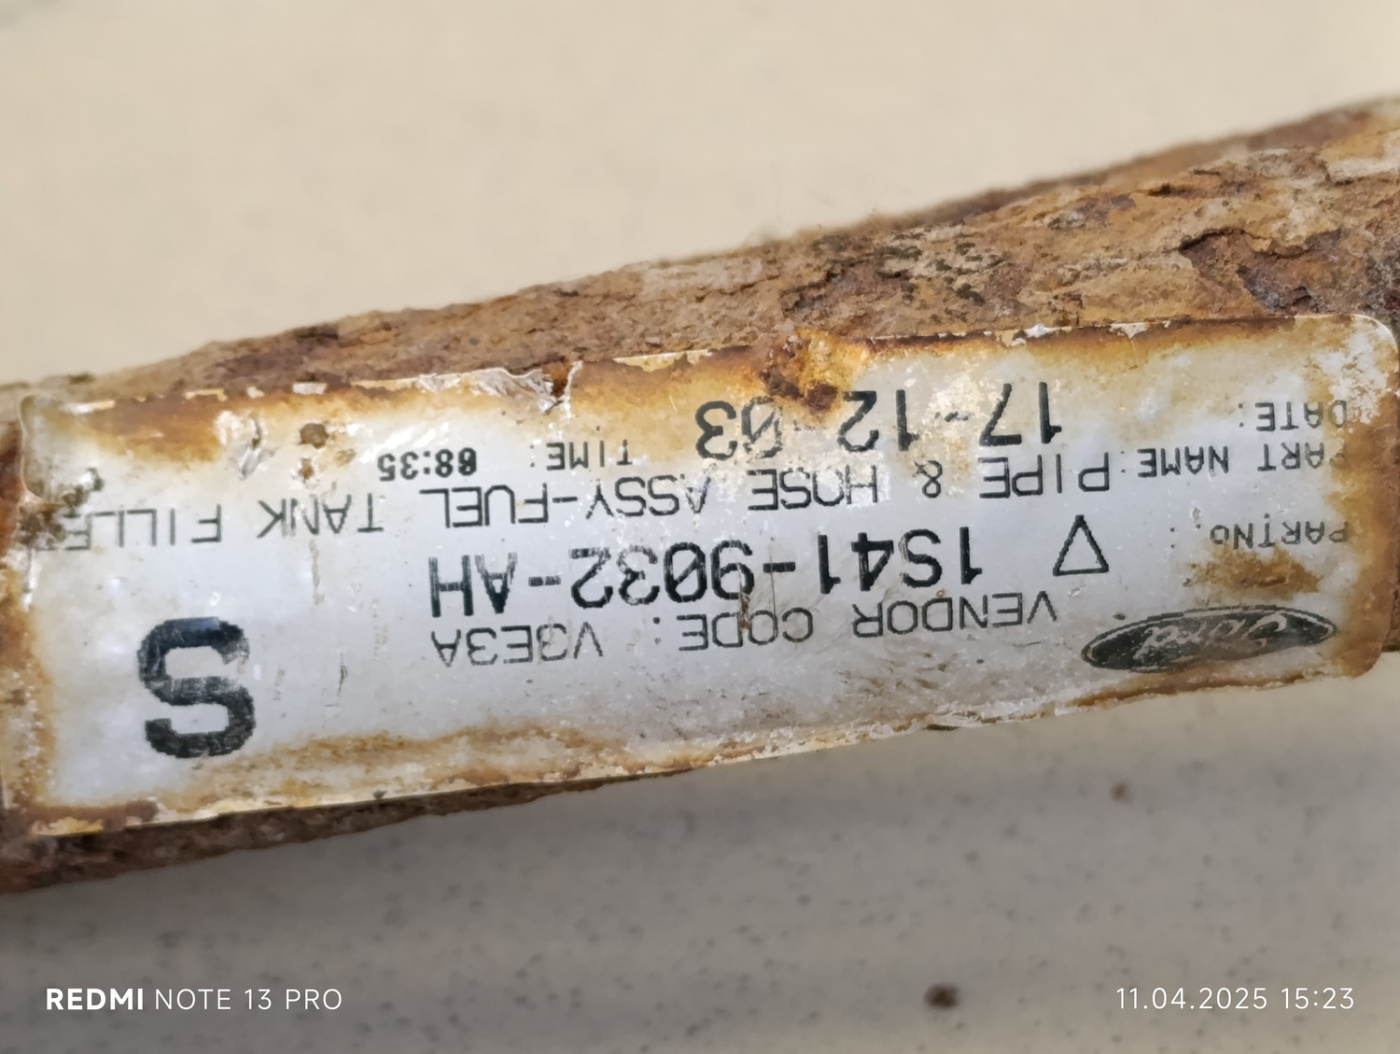 Ford VENDOR CODE: V3E3A
S
PARTNo. : 1S41-9032-AH
PART NAME: PIPE & HOSE ASSY-FUEL TANK FILLE
DATE: 17-12-03 TIME: 08:35
REDMI NOTE 13 PRO
11.04.2025 15:23